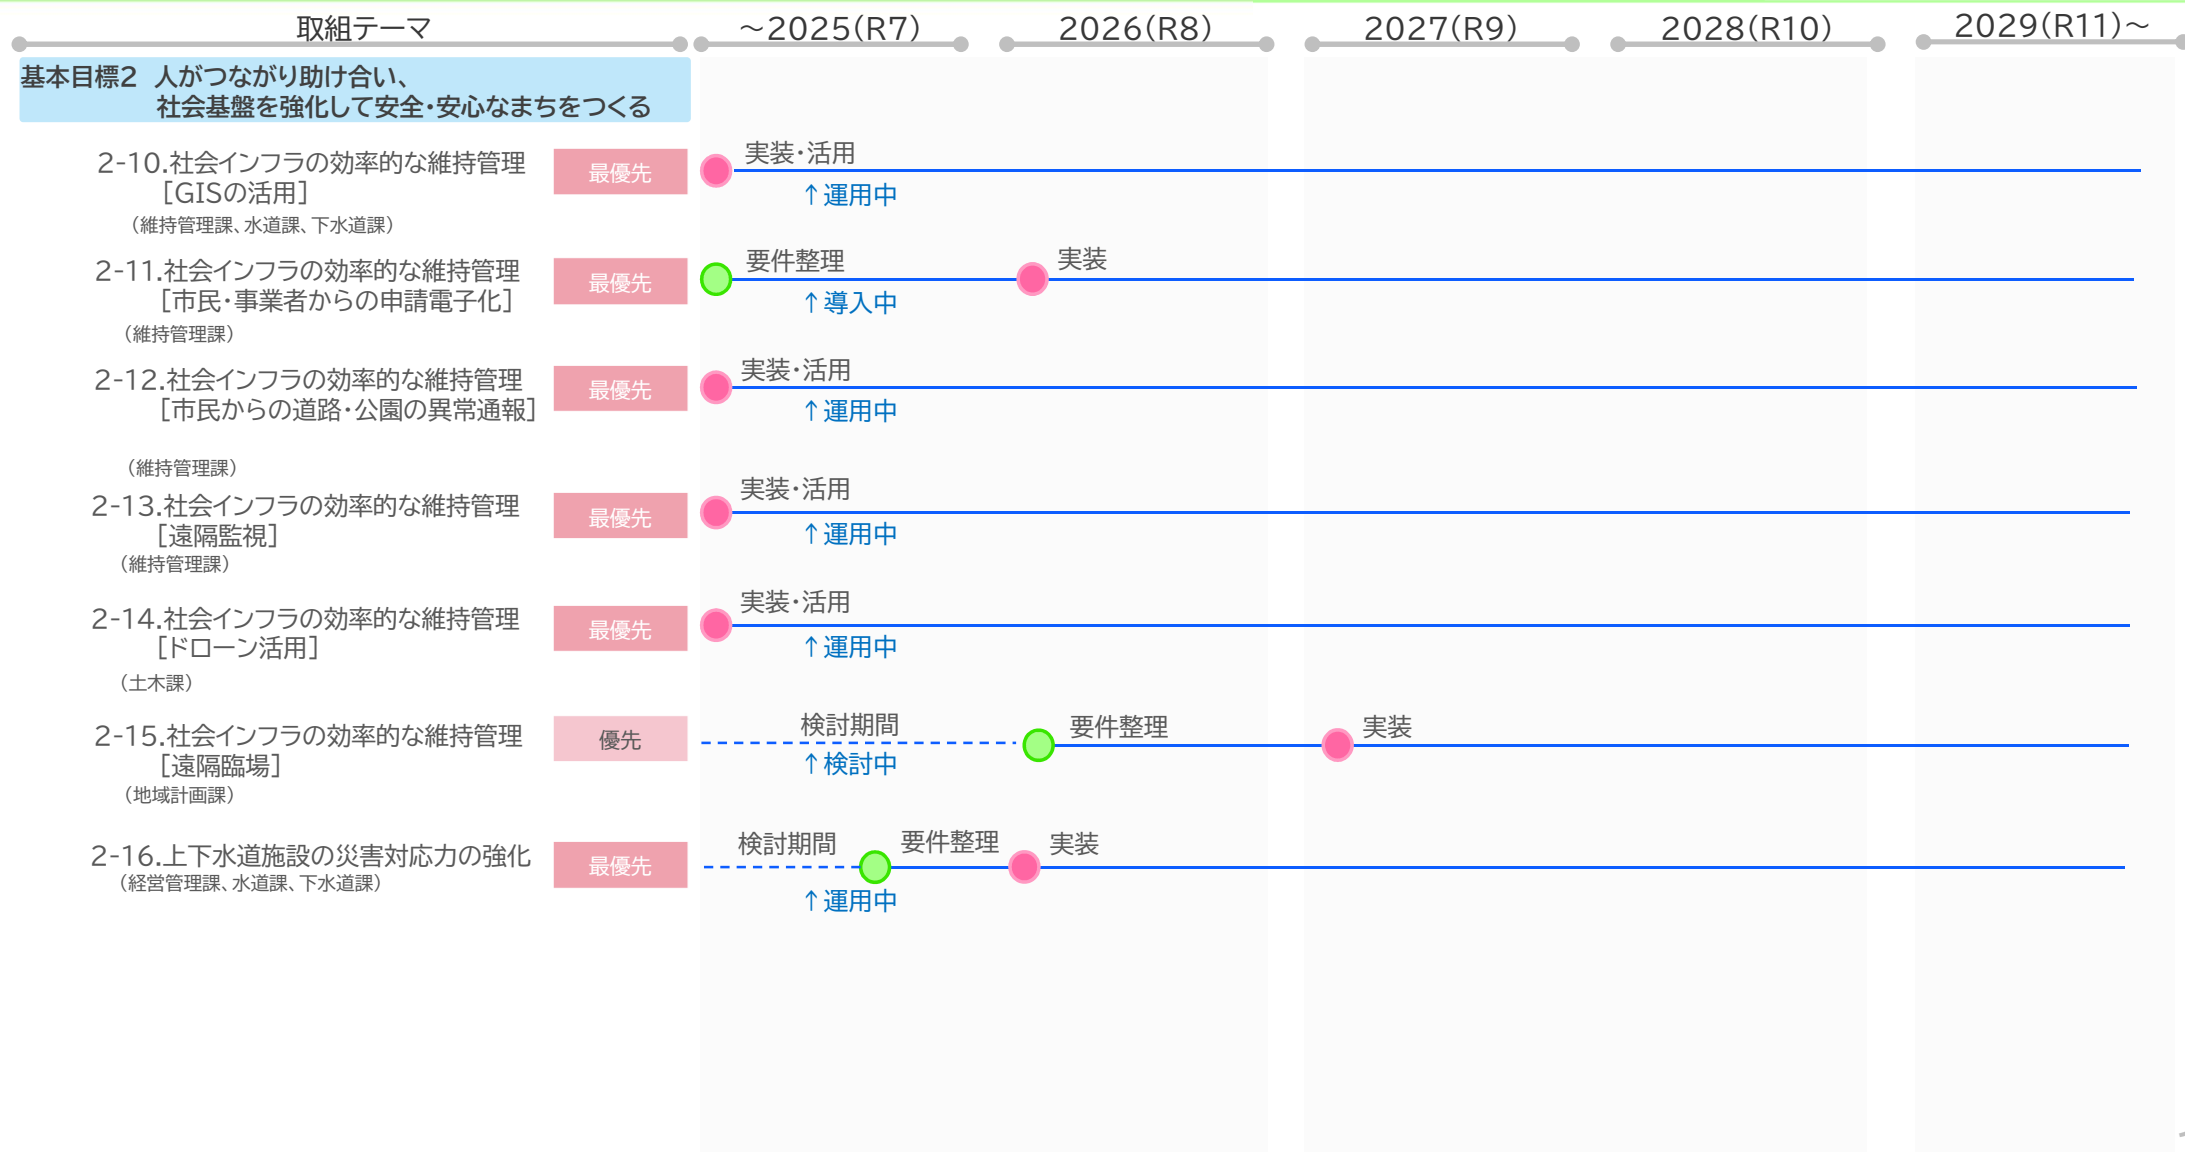 取組テーマ
～2025(R7)
2026(R8)
2027(R9)
2028(R10)
2029(R11)～
基本目標2 人がつながり助け合い、
社会基盤を強化して安全・安心なまちをつくる
2-10.社会インフラの効率的な維持管理
[GISの活用]
（維持管理課、水道課、下水道課）
最優先
実装・活用
↑運用中
2-11.社会インフラの効率的な維持管理
[市民・事業者からの申請電子化]
（維持管理課）
最優先
要件整理
実装
↑導入中
2-12.社会インフラの効率的な維持管理
[市民からの道路・公園の異常通報]
（維持管理課）
最優先
実装・活用
↑運用中
2-13.社会インフラの効率的な維持管理
[遠隔監視]
（維持管理課）
最優先
実装・活用
↑運用中
2-14.社会インフラの効率的な維持管理
[ドローン活用]
（土木課）
最優先
実装・活用
↑運用中
2-15.社会インフラの効率的な維持管理
[遠隔臨場]
（地域計画課）
優先
検討期間
要件整理
実装
↑検討中
2-16.上下水道施設の災害対応力の強化
（経営管理課、水道課、下水道課）
最優先
検討期間
要件整理
実装
↑運用中